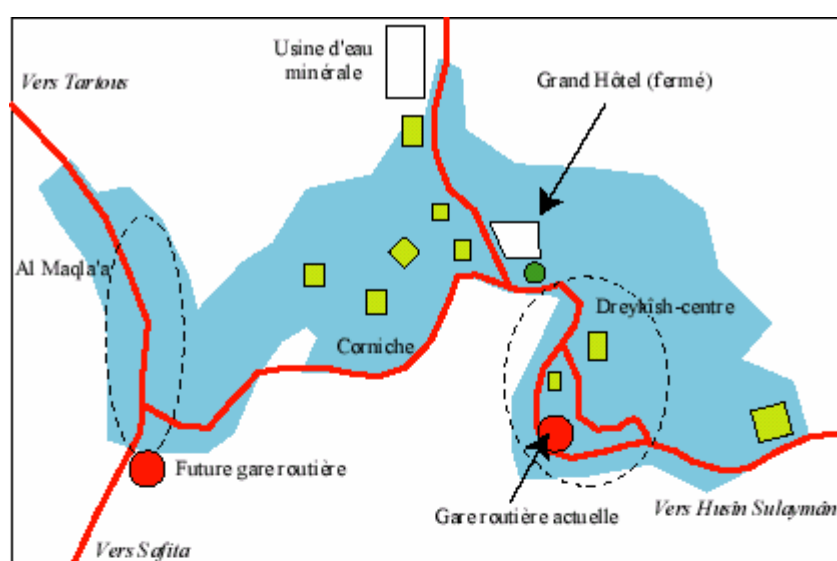 Usine d'eau
minérale
Vers Tartous
Grand Hôtel (fermé)
Al Maqla'a
Dreykîsh-centre
Corniche
Future gare routière
Gare routière actuelle
Vers Husîn Sulaymân
Vers Safita